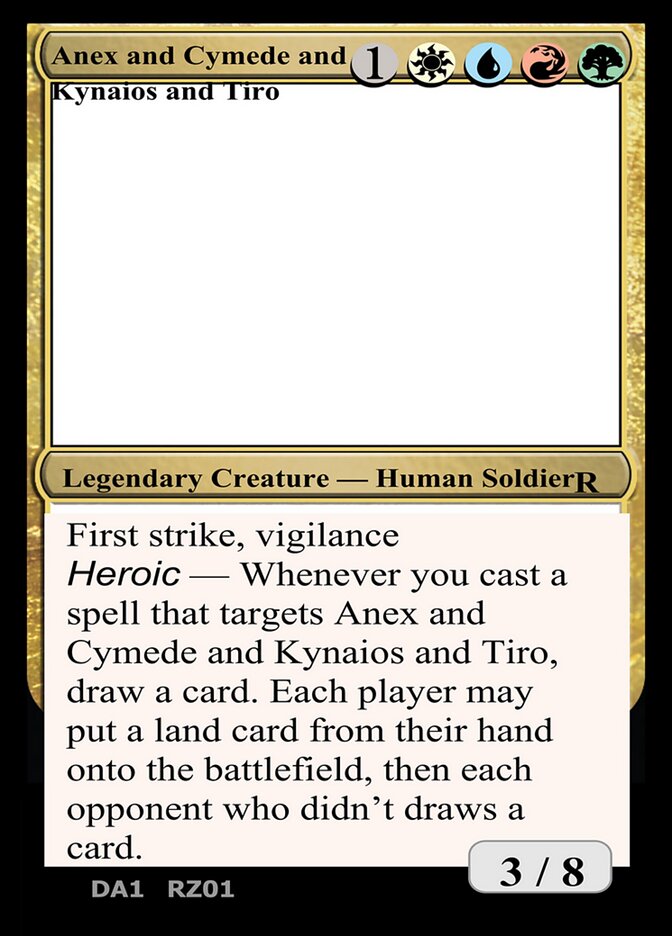 Anex and Cymede and 1
Kynaios and Tiro
Legendary Creature — Human Soldier R
First strike, vigilance
Heroic — Whenever you cast a
spell that targets Anex and
Cymede and Kynaios and Tiro,
draw a card. Each player may
put a land card from their hand
onto the battlefield, then each
opponent who didn’t draws a
card.
3 / 8
DA1 RZ01